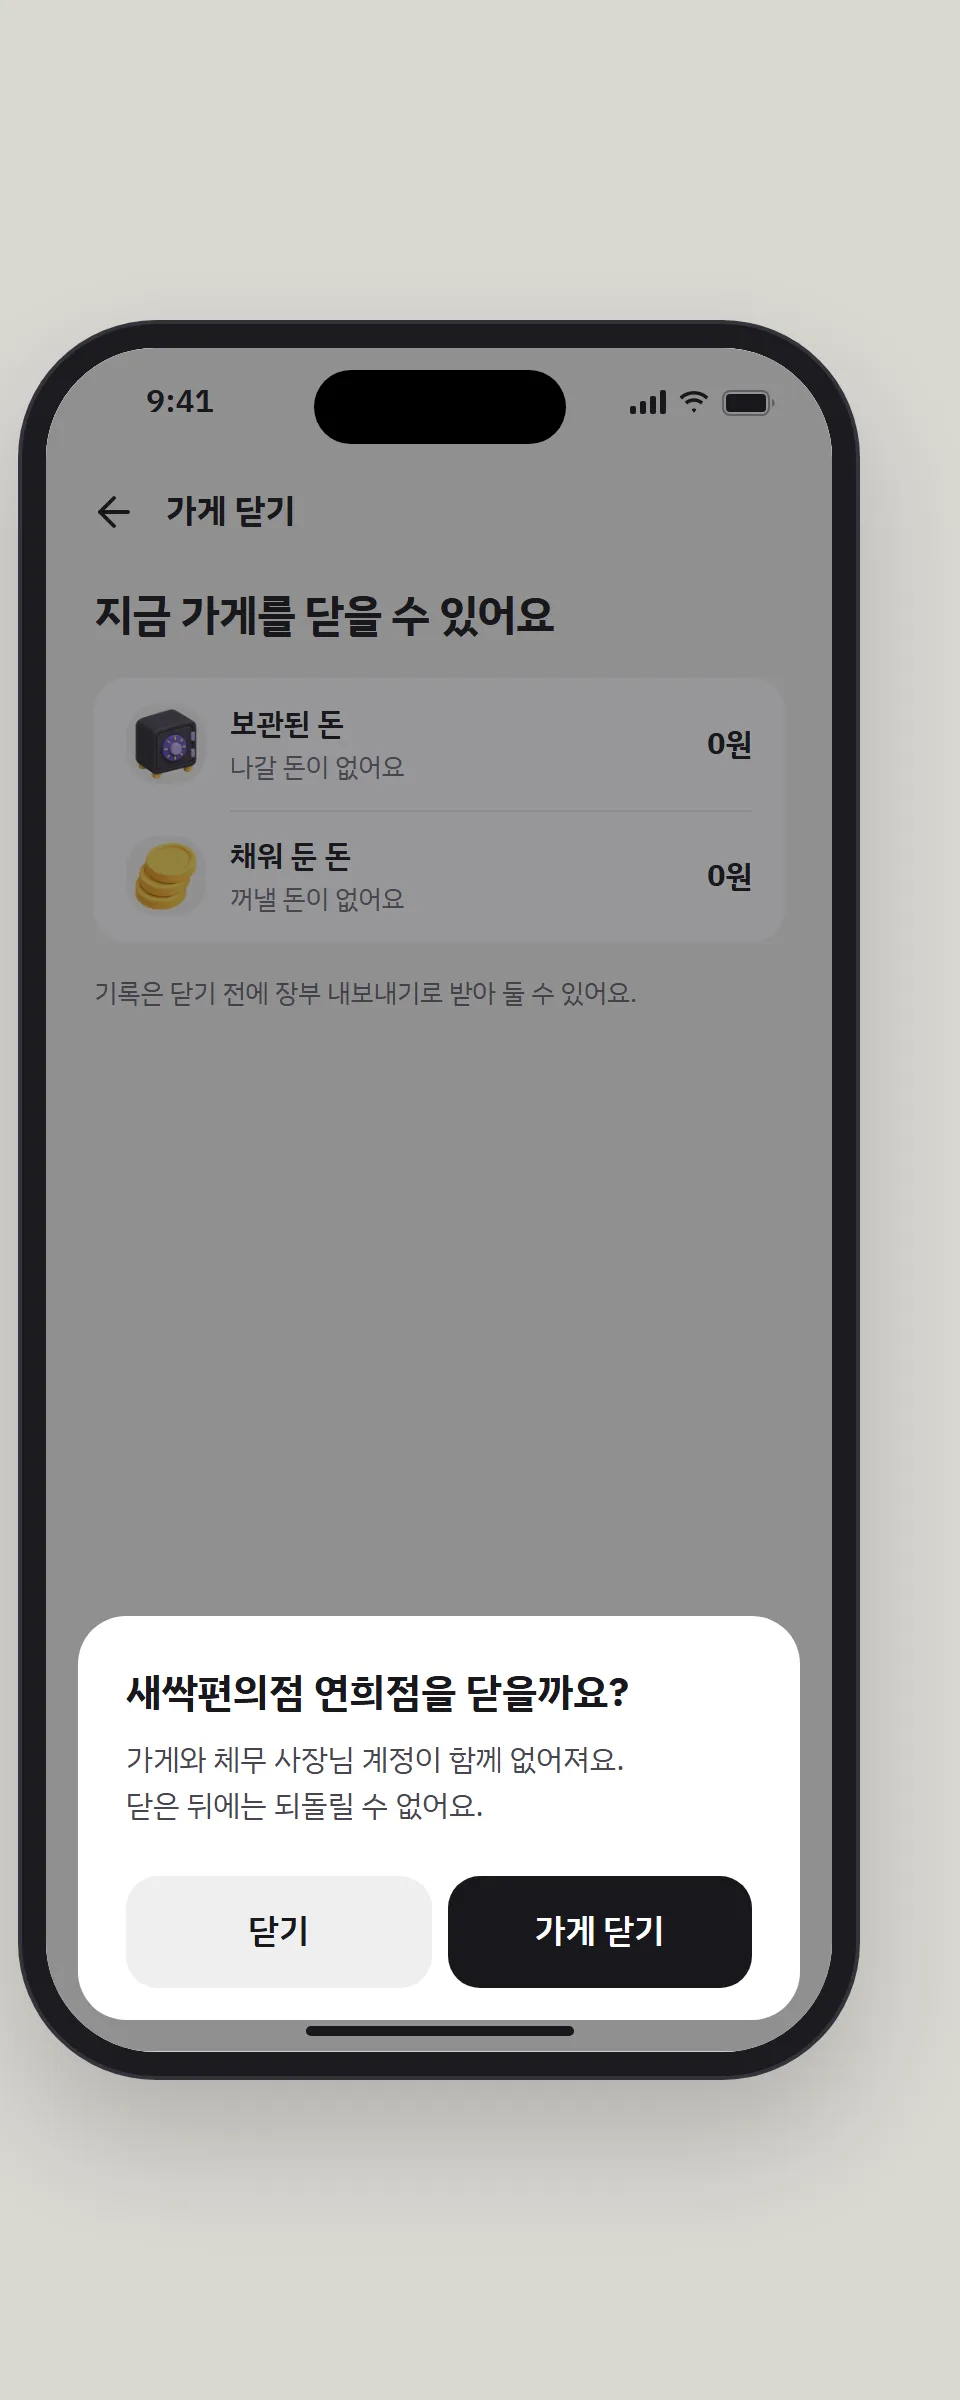 9:41
가게 닫기
지금 가게를 닫을 수 있어요
보관된 돈
나갈 돈이 없어요
0원
채워 둔 돈
꺼낼 돈이 없어요
0원
기록은 닫기 전에 장부 내보내기로 받아 둘 수 있어요.
새싹편의점 연희점을 닫을까요?
가게와 체무 사장님 계정이 함께 없어져요.
닫은 뒤에는 되돌릴 수 없어요.
닫기
가게 닫기